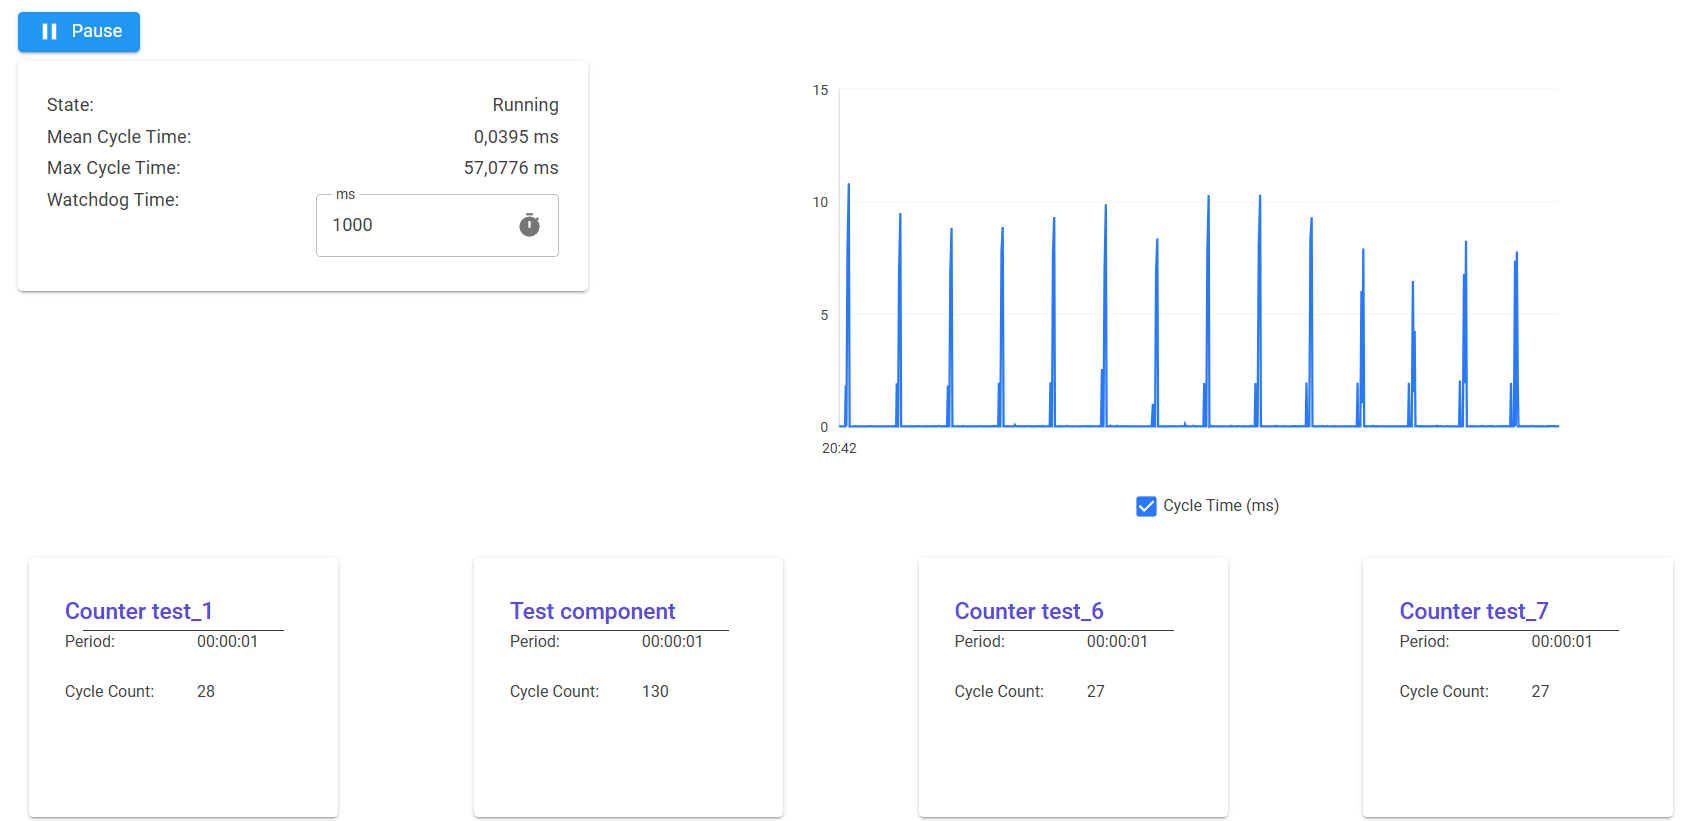 Pause
State: Running
Mean Cycle Time: 0,0395 ms
Max Cycle Time: 57,0776 ms
Watchdog Time:
ms
1000
15
10
5
0
20:42
Cycle Time (ms)
Counter test_1
Period: 00:00:01
Cycle Count: 28
Test component
Period: 00:00:01
Cycle Count: 130
Counter test_6
Period: 00:00:01
Cycle Count: 27
Counter test_7
Period: 00:00:01
Cycle Count: 27